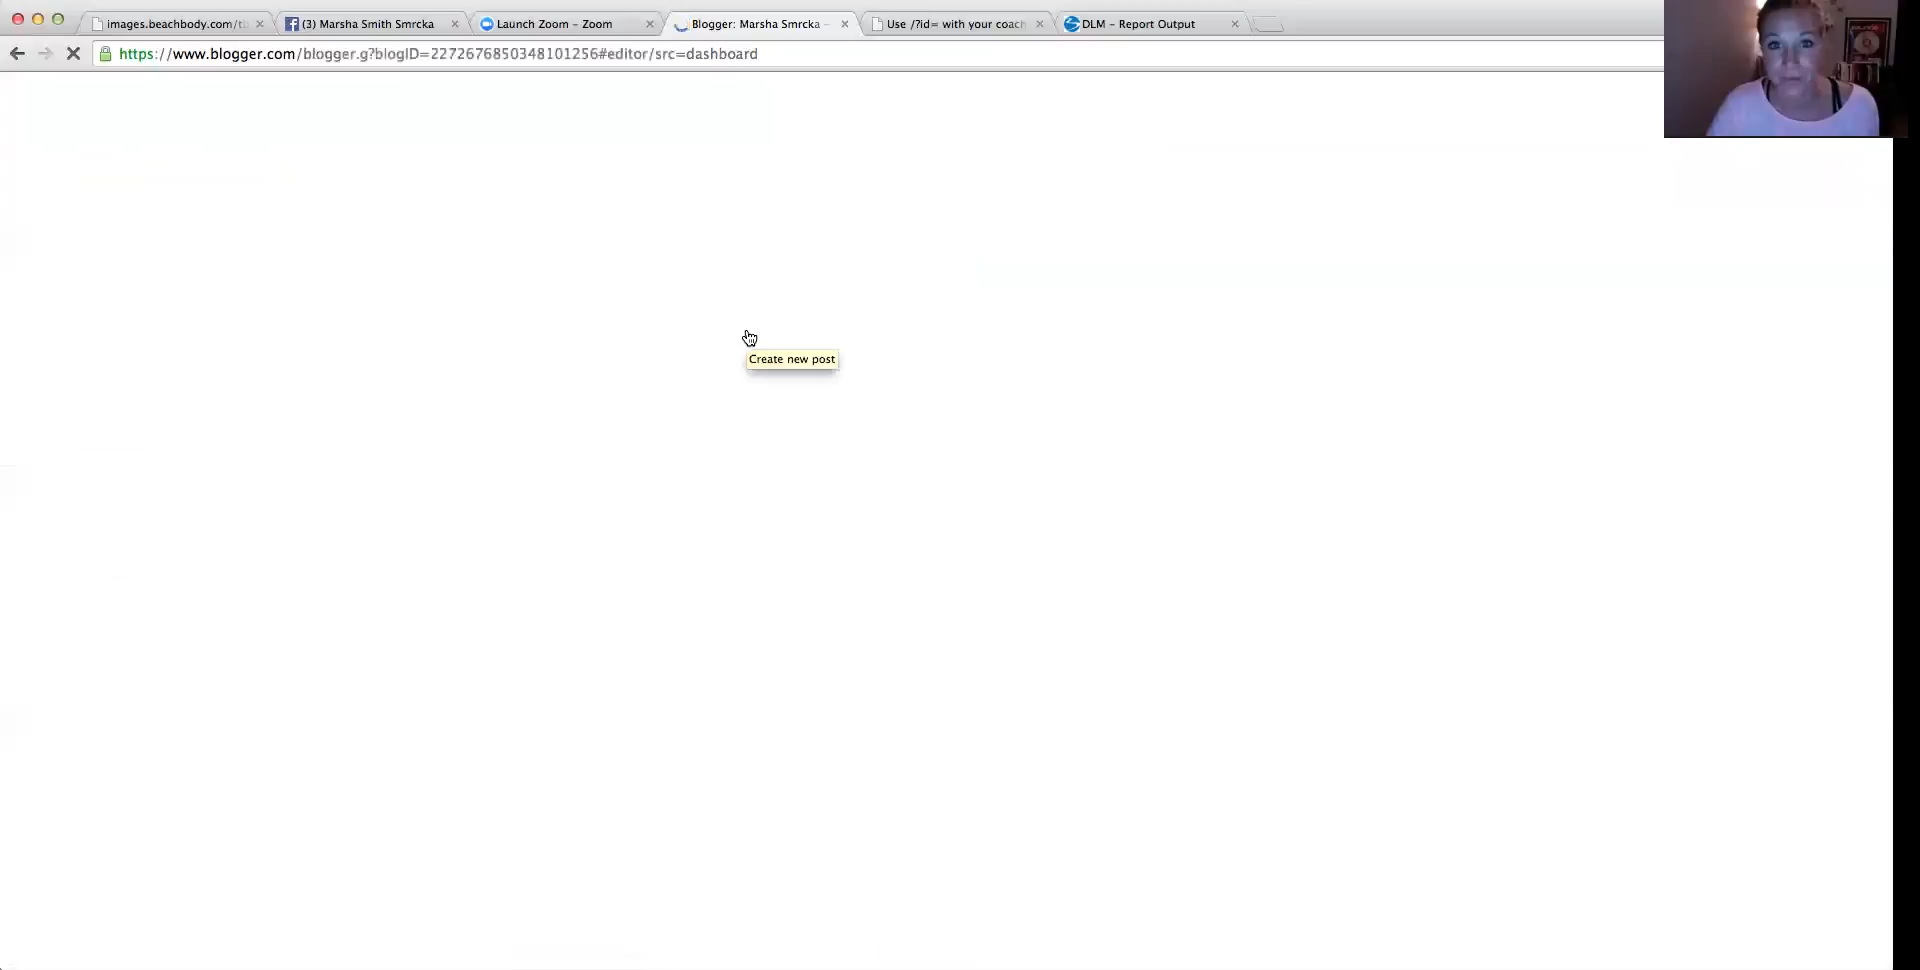 images.beachbody.com/tb
(3) Marsha Smith Smrcka
Launch Zoom – Zoom
Blogger: Marsha Smrcka –
Use /?id= with your coach
DLM – Report Output
https://www.blogger.com/blogger.g?blogID=2272676850348101256#editor/src=dashboard
Create new post